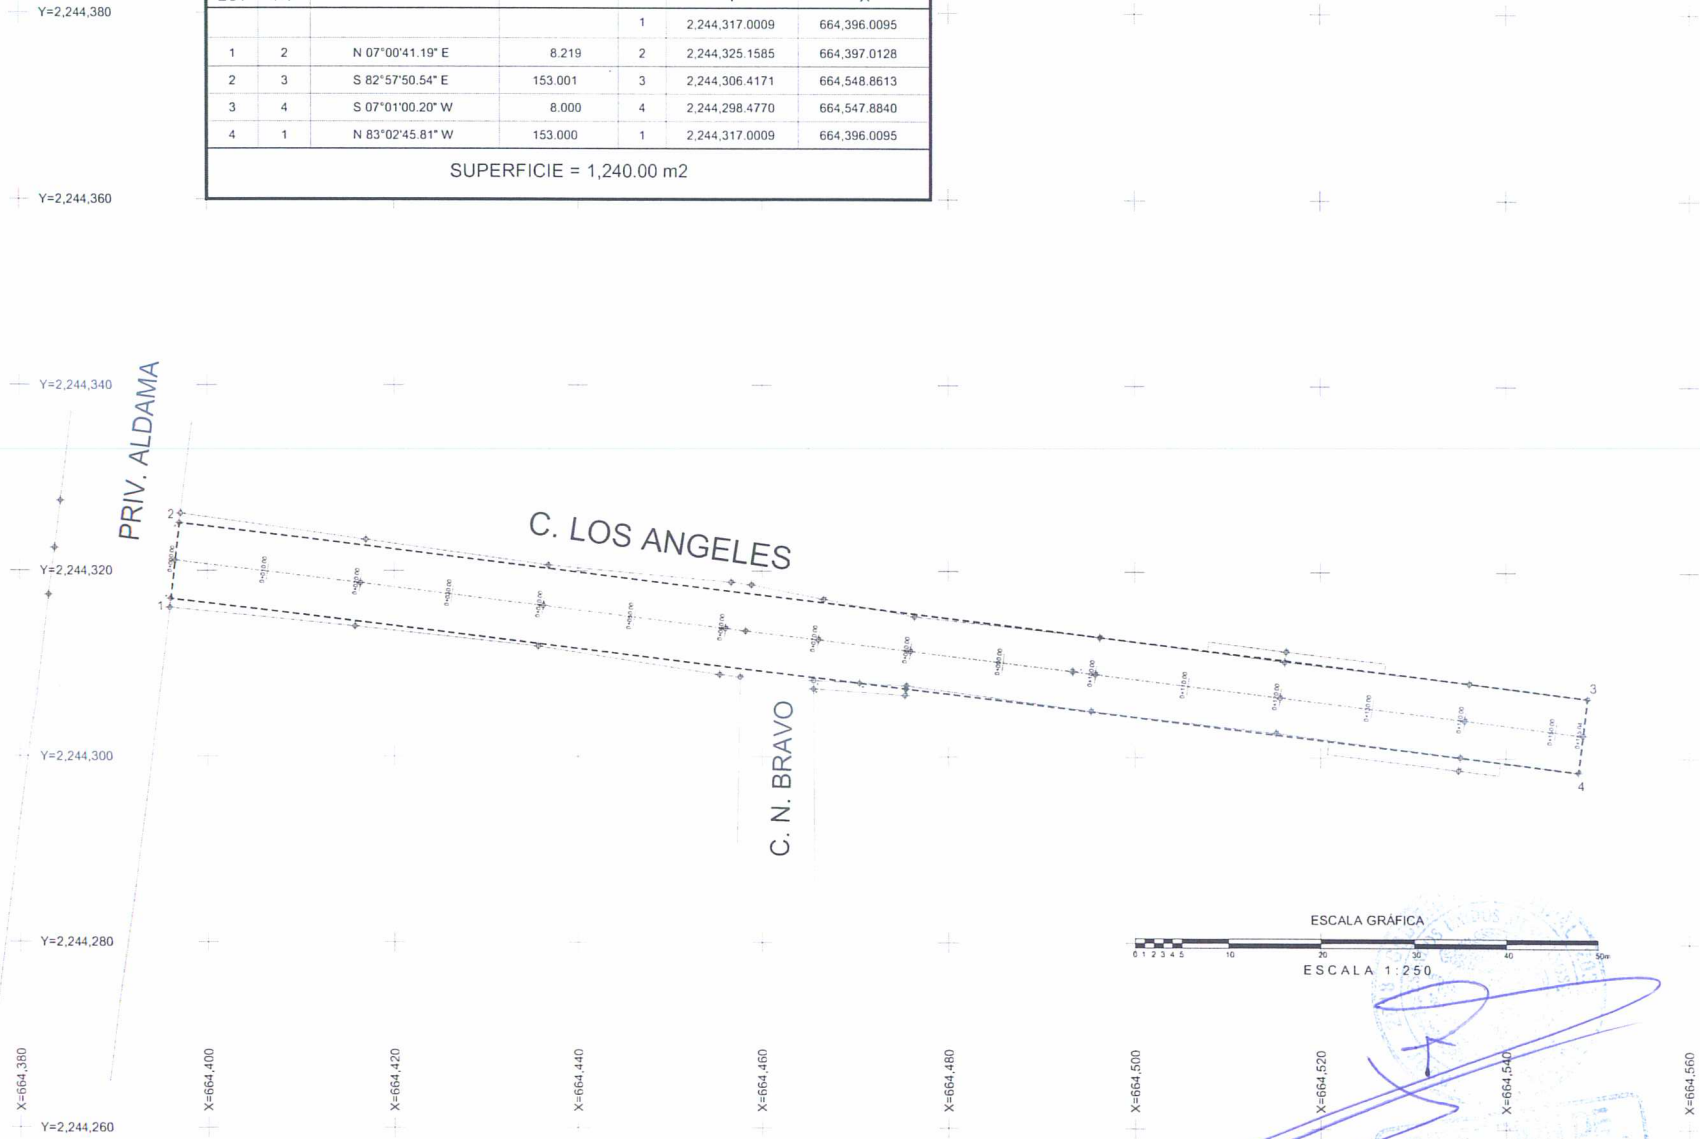 Y=2,244,380
1 2,244,317.0009 664,396.0095
1 2 N 07°00'41.19" E 8.219 2 2,244,325.1585 664,397.0128
2 3 S 82°57'50.54" E 153.001 3 2,244,306.4171 664,548.8613
3 4 S 07°01'00.20" W 8.000 4 2,244,298.4770 664,547.8840
4 1 N 83°02'45.81" W 153.000 1 2,244,317.0009 664,396.0095
SUPERFICIE = 1,240.00 m2
Y=2,244,360
Y=2,244,340
PRIV. ALDAMA
2
C. LOS ANGELES
Y=2,244,320
1
3
Y=2,244,300
C. N. BRAVO
4
ESCALA GRÁFICA
Y=2,244,280
0 1 2 3 4 5 10 20 30 40 50m
ESCALA 1:250
X=664,380
X=664,400
X=664,420
X=664,440
X=664,460
X=664,480
X=664,500
X=664,520
X=664,540
X=664,560
Y=2,244,260